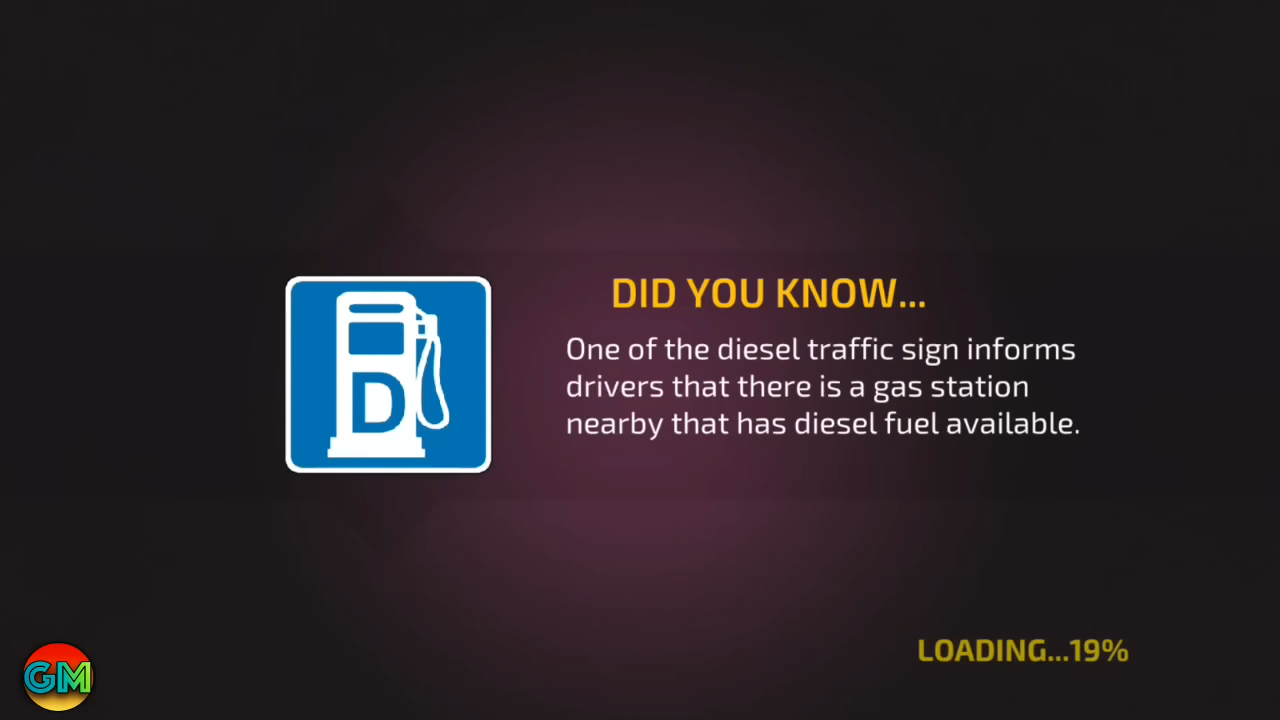 D
DID YOU KNOW...
One of the diesel traffic sign informs
drivers that there is a gas station
nearby that has diesel fuel available.
LOADING...19%
GM